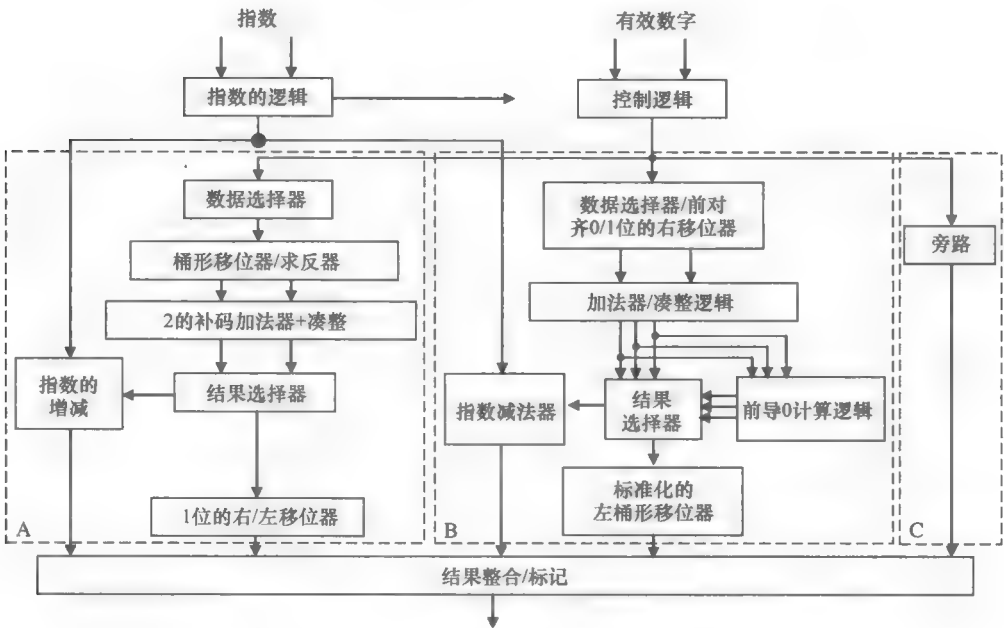 指数
有效数字
指数的逻辑
控制逻辑
数据选择器
数据选择器/前对
齐0/1位的右移位器
旁路
桶形移位器/求反器
加法器/凑整逻辑
2的补码加法器+凑整
指数的
增减
结果选择器
指数减法器
结果
选择器
前导0计算逻辑
标准化的
左桶形移位器
1位的右/左移位器
A
B
C
结果整合/标记